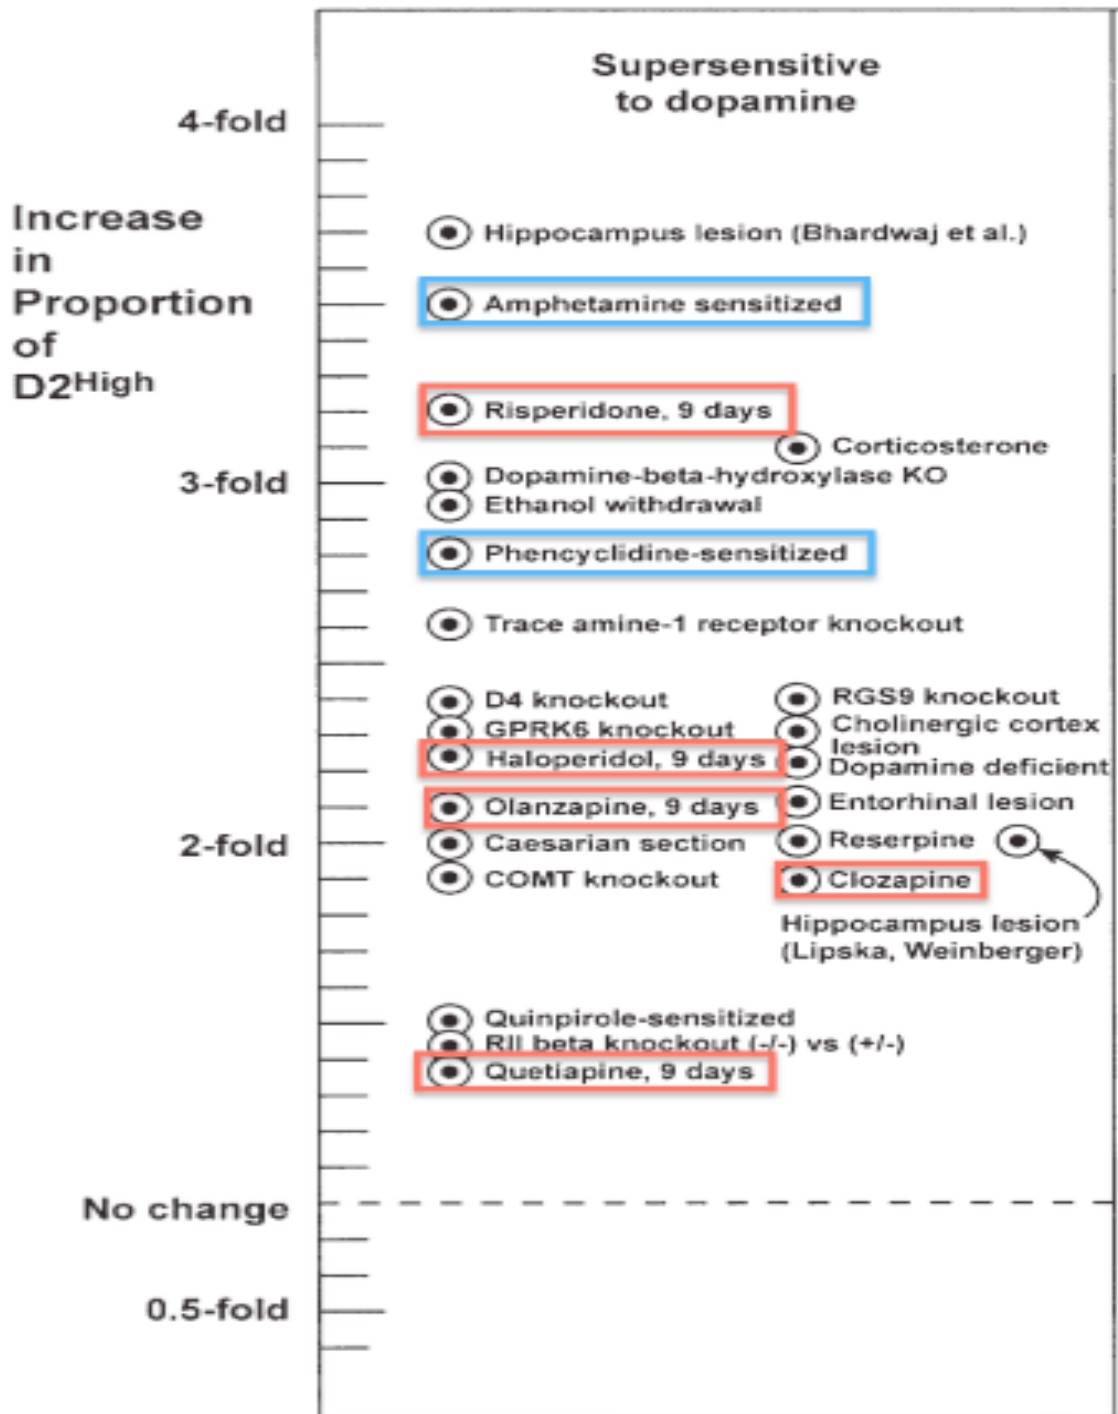 Supersensitive
to dopamine
4-fold
Increase
in
Proportion
of
D2High
Hippocampus lesion (Bhardwaj et al.)
Amphetamine sensitized
Risperidone, 9 days
Corticosterone
3-fold
Dopamine-beta-hydroxylase KO
Ethanol withdrawal
Phencyclidine-sensitized
Trace amine-1 receptor knockout
D4 knockout
RGS9 knockout
GPRK6 knockout
Cholinergic cortex
lesion
Haloperidol, 9 days
Dopamine deficient
Olanzapine, 9 days
Entorhinal lesion
2-fold
Caesarian section
Reserpine
COMT knockout
Clozapine
Hippocampus lesion
(Lipska, Weinberger)
Quinpirole-sensitized
RII beta knockout (-/-) vs (+/-)
Quetiapine, 9 days
No change
0.5-fold